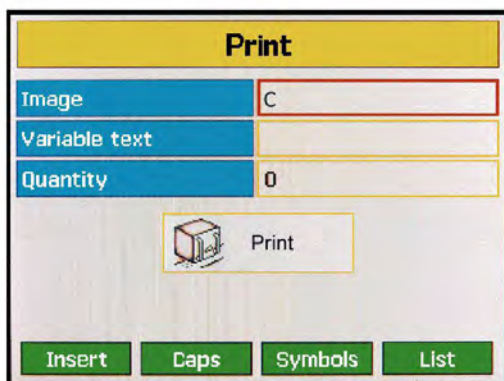 Print
Image C
Variable text
Quantity 0
Print
Insert Caps Symbols List